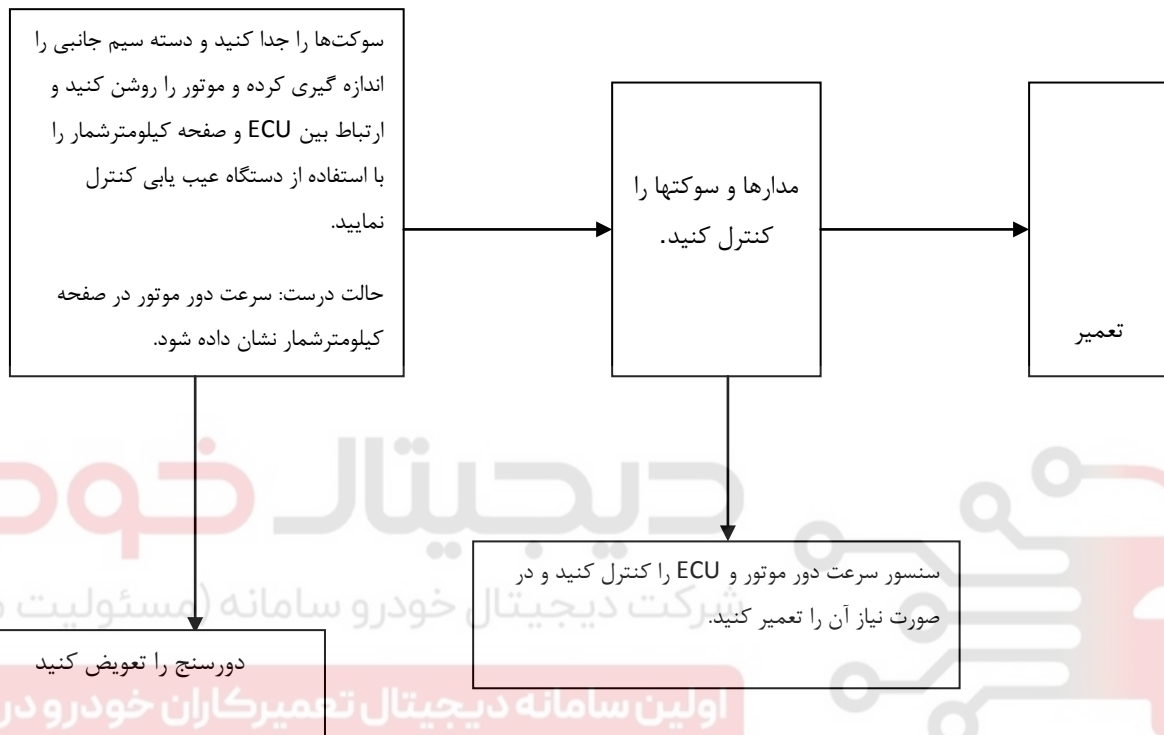 سوکت‌ها را جدا کنید و دسته سیم جانبی را
اندازه گیری کرده و موتور را روشن کنید و
ارتباط بین ECU و صفحه کیلومترشمار را
با استفاده از دستگاه عیب یابی کنترل
نمایید.
حالت درست: سرعت دور موتور در صفحه
کیلومترشمار نشان داده شود.
مدارها و سوکتها را
کنترل کنید.
تعمیر
سنسور سرعت دور موتور و ECU را کنترل کنید و در
صورت نیاز آن را تعمیر کنید.
دورسنج را تعویض کنید
دیجیتال
شرکت دیجیتال خودرو سامانه (مسئولیت
اولین سامانه دیجیتال تعمیرکاران خودرو در